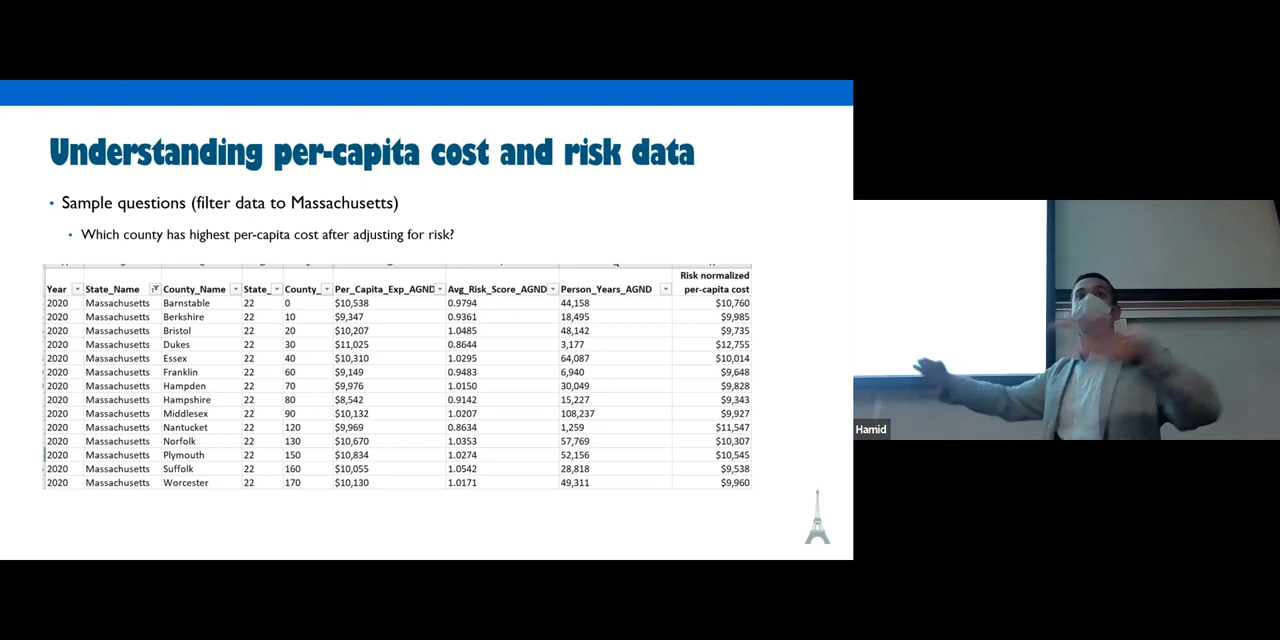 Understanding per-capita cost and risk data
• Sample questions (filter data to Massachusetts)
• Which county has highest per-capita cost after adjusting for risk?
Risk normalized
Year State_Name County_Name State_ County_ Per_Capita_Exp_AGND Avg_Risk_Score_AGND Person_Years_AGND per-capita cost
2020 Massachusetts Barnstable 22 0 $10,538 0.9794 44,158 $10,760
2020 Massachusetts Berkshire 22 10 $9,347 0.9361 18,495 $9,985
2020 Massachusetts Bristol 22 20 $10,207 1.0485 48,142 $9,735
2020 Massachusetts Dukes 22 30 $11,025 0.8644 3,177 $12,755
2020 Massachusetts Essex 22 40 $10,310 1.0295 64,087 $10,014
2020 Massachusetts Franklin 22 60 $9,149 0.9483 6,940 $9,648
2020 Massachusetts Hampden 22 70 $9,976 1.0150 30,049 $9,828
2020 Massachusetts Hampshire 22 80 $8,542 0.9142 15,227 $9,343
2020 Massachusetts Middlesex 22 90 $10,132 1.0207 108,237 $9,927
2020 Massachusetts Nantucket 22 120 $9,969 0.8634 1,259 $11,547
2020 Massachusetts Norfolk 22 130 $10,670 1.0353 57,769 $10,307
2020 Massachusetts Plymouth 22 150 $10,834 1.0274 52,156 $10,545
2020 Massachusetts Suffolk 22 160 $10,055 1.0542 28,818 $9,538
2020 Massachusetts Worcester 22 170 $10,130 1.0171 49,311 $9,960
Hamid